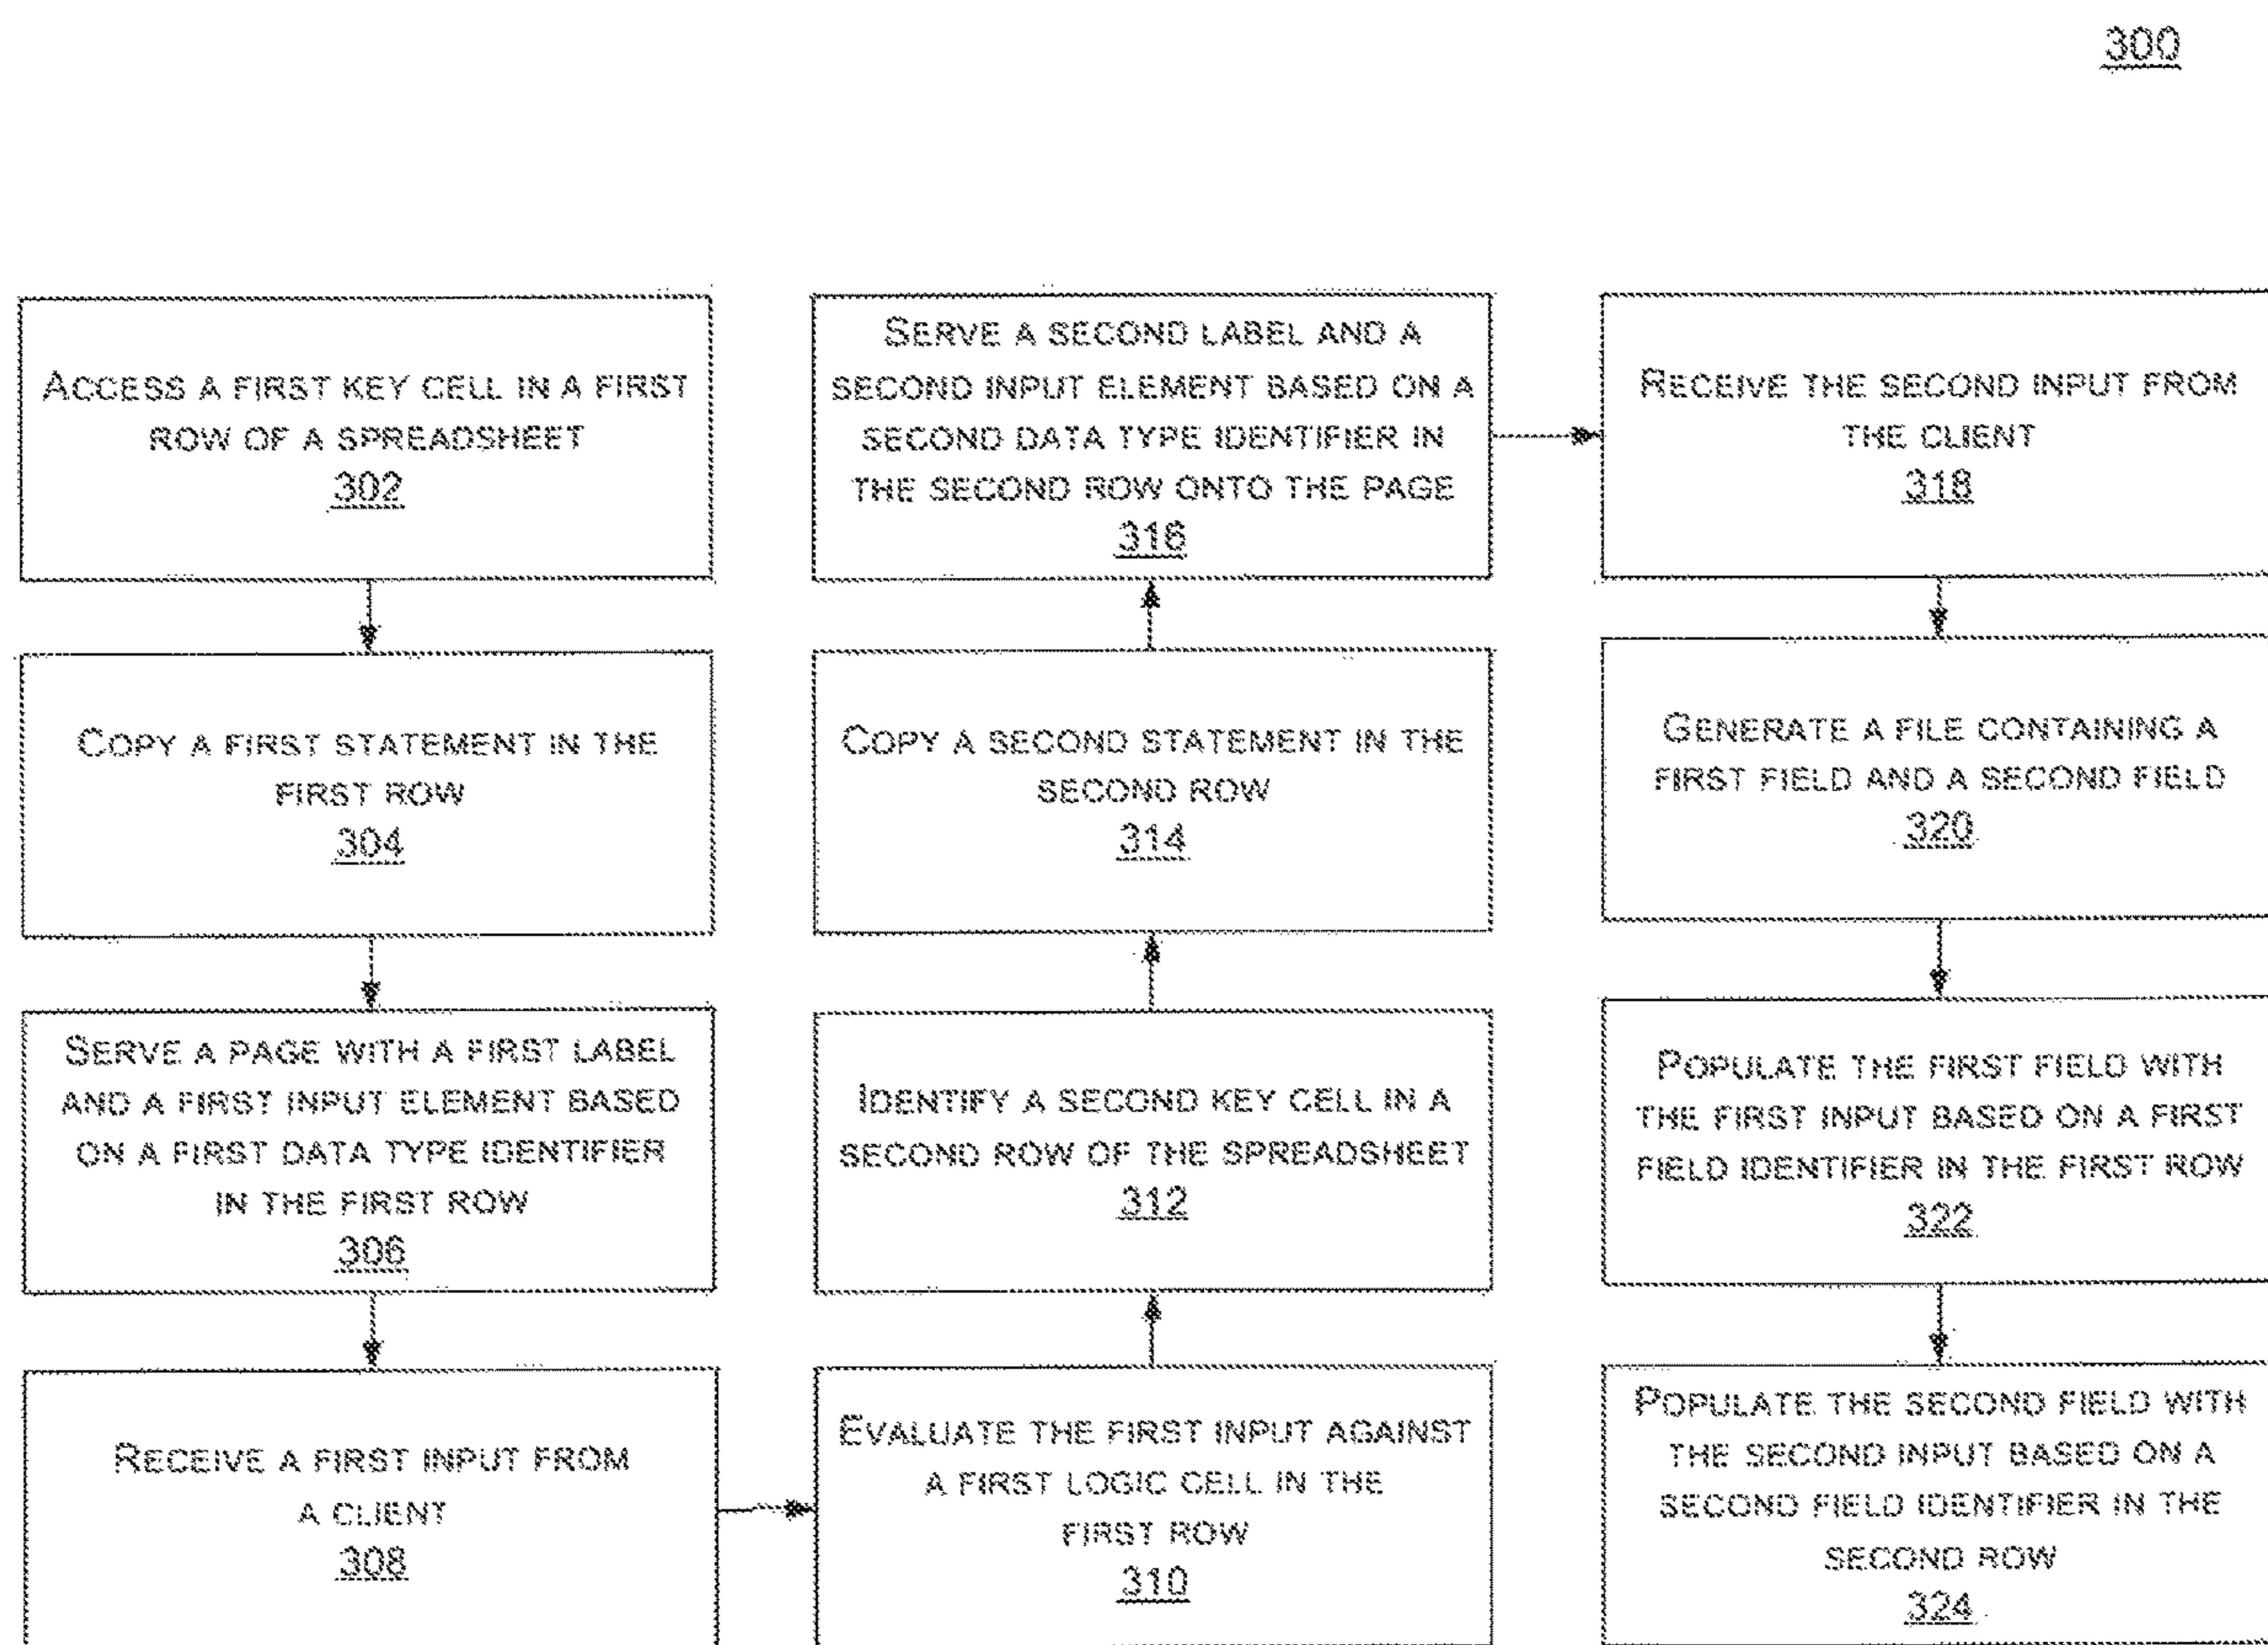 300
ACCESS A FIRST KEY CELL IN A FIRST
ROW OF A SPREADSHEET
302
COPY A FIRST STATEMENT IN THE
FIRST ROW
304
SERVE A PAGE WITH A FIRST LABEL
AND A FIRST INPUT ELEMENT BASED
ON A FIRST DATA TYPE IDENTIFIER
IN THE FIRST ROW
306
RECEIVE A FIRST INPUT FROM
A CLIENT
308
EVALUATE THE FIRST INPUT AGAINST
A FIRST LOGIC CELL IN THE
FIRST ROW
310
IDENTIFY A SECOND KEY CELL IN A
SECOND ROW OF THE SPREADSHEET
312
COPY A SECOND STATEMENT IN THE
SECOND ROW
314
SERVE A SECOND LABEL AND A
SECOND INPUT ELEMENT BASED ON A
SECOND DATA TYPE IDENTIFIER IN
THE SECOND ROW ONTO THE PAGE
316
RECEIVE THE SECOND INPUT FROM
THE CLIENT
318
GENERATE A FILE CONTAINING A
FIRST FIELD AND A SECOND FIELD
320
POPULATE THE FIRST FIELD WITH
THE FIRST INPUT BASED ON A FIRST
FIELD IDENTIFIER IN THE FIRST ROW
322
POPULATE THE SECOND FIELD WITH
THE SECOND INPUT BASED ON A
SECOND FIELD IDENTIFIER IN THE
SECOND ROW
324